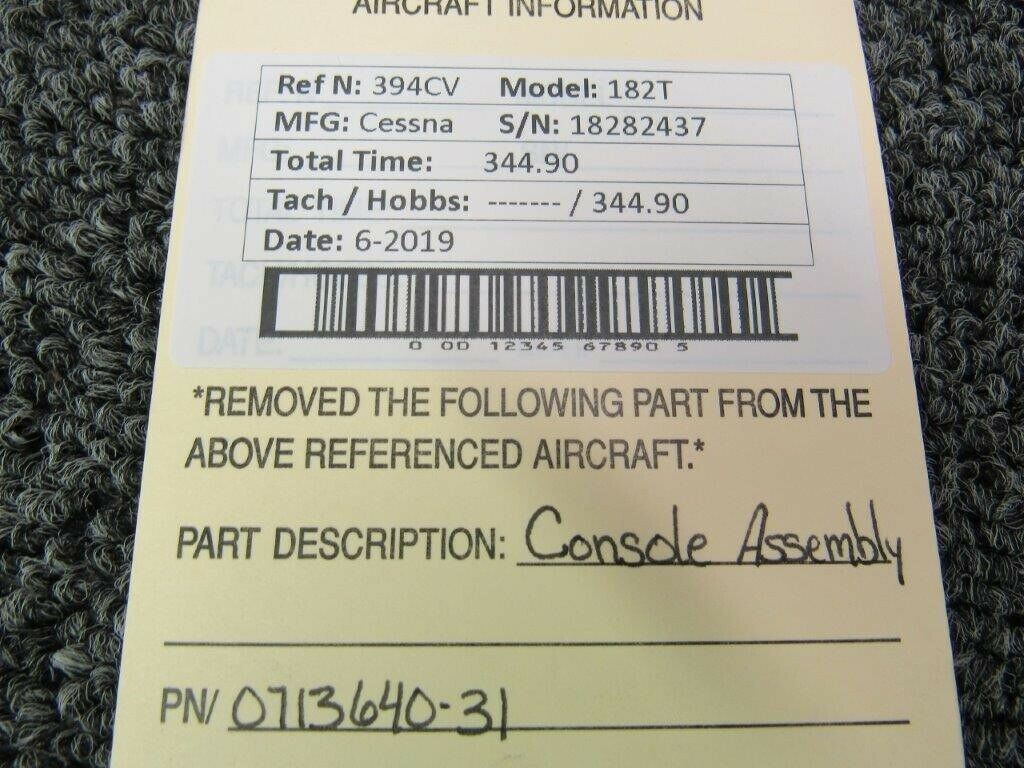 AIRCRAFT INFORMATION
Ref N: 394CV Model: 182T
MFG: Cessna S/N: 18282437
Total Time: 344.90
Tach / Hobbs: ------- / 344.90
Date: 6-2019
0 00 12345 67890 5
DATE:
*REMOVED THE FOLLOWING PART FROM THE
ABOVE REFERENCED AIRCRAFT.*
PART DESCRIPTION: Console Assembly
PN/ 0713640-31